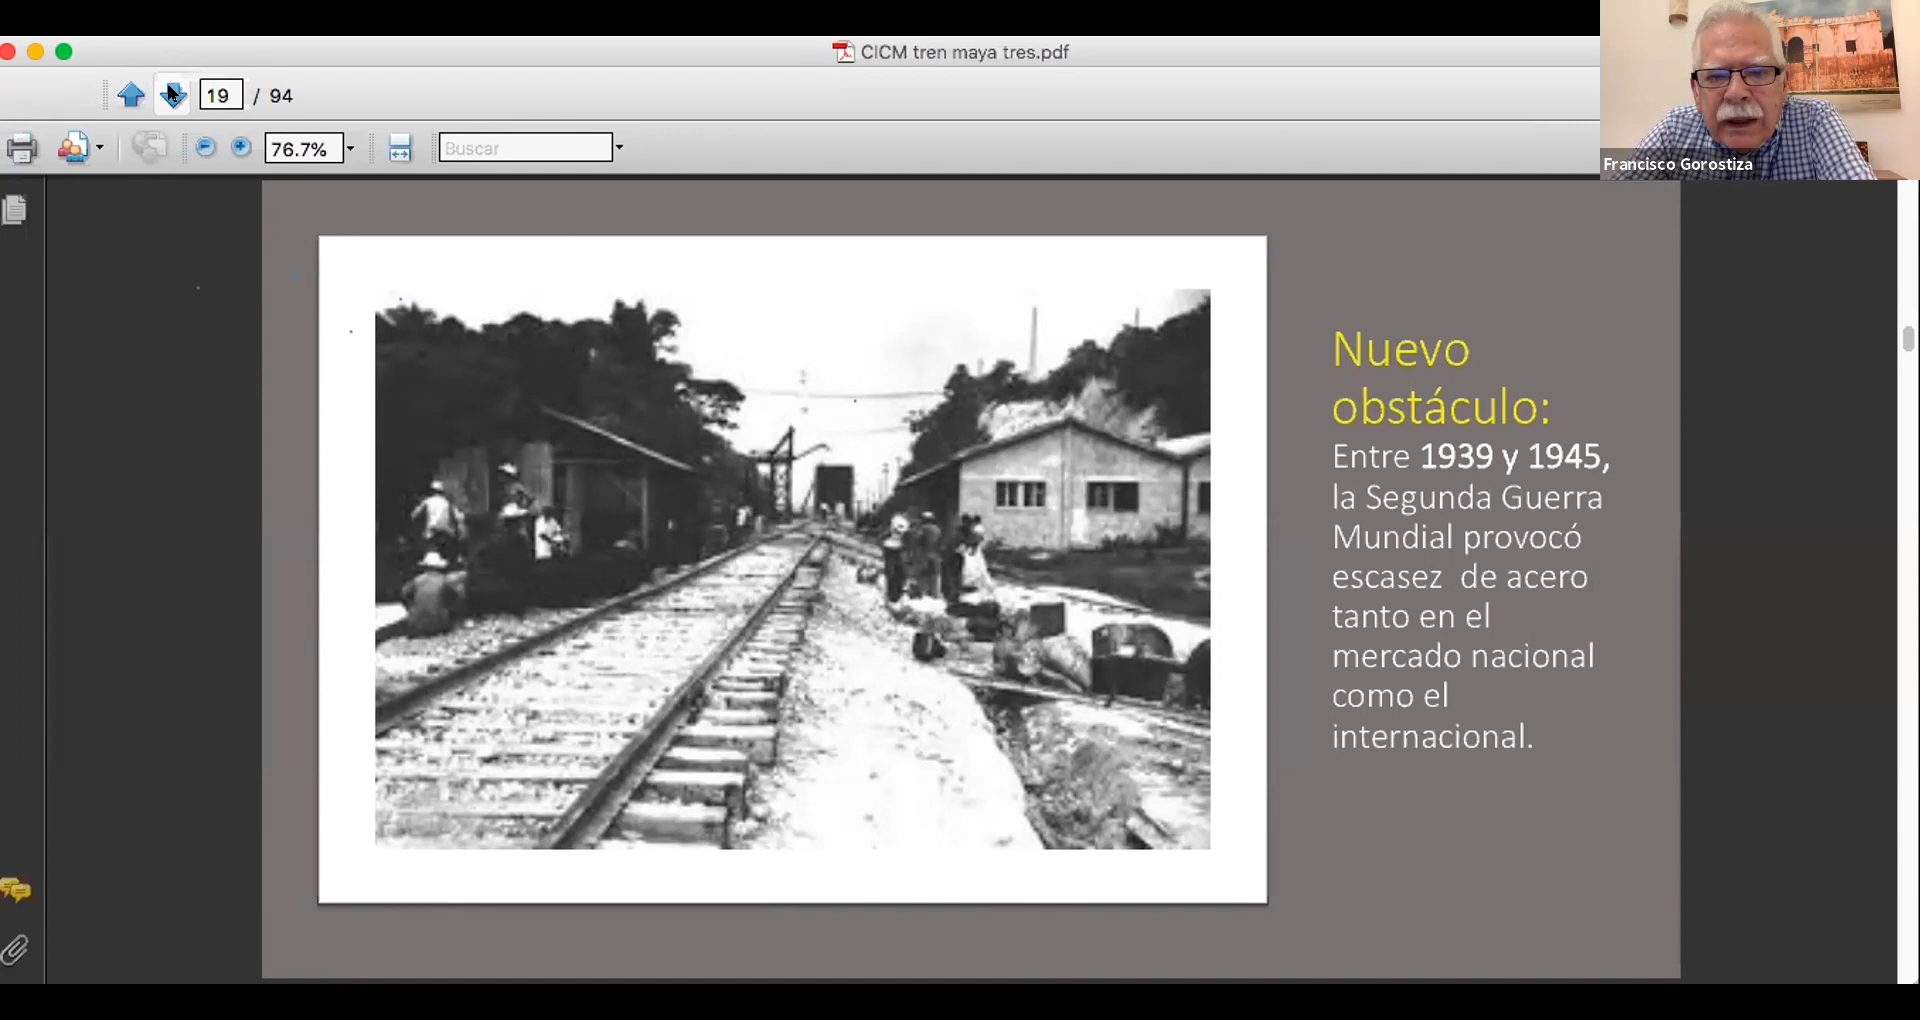 CICM tren maya tres.pdf
19 / 94
76.7%
Buscar
Francisco Gorostiza
Nuevo
obstáculo:
Entre 1939 y 1945,
la Segunda Guerra
Mundial provocó
escasez de acero
tanto en el
mercado nacional
como el
internacional.